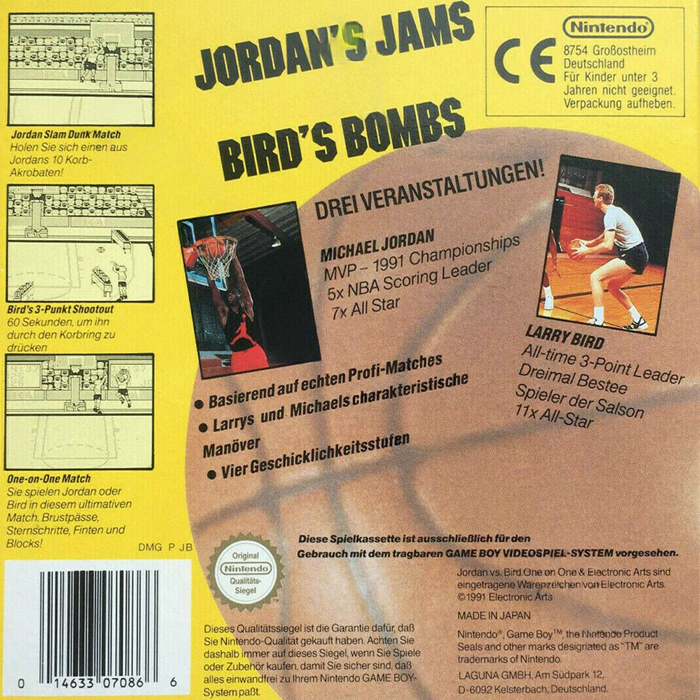 JORDAN'S JAMS
BIRD'S BOMBS
DREI VERANSTALTUNGEN!
Nintendo
CE
8754 Großostheim
Deutschland
Für Kinder unter 3
Jahren nicht geeignet.
Verpackung aufheben.
Jordan Slam Dunk Match
Holen Sie sich einen aus
Jordans 10 Korb-
Akrobaten!
Bird's 3-Punkt Shootout
60 Sekunden, um ihn
durch den Korbring zu
drücken
One-on-One Match
Sie spielen Jordan oder
Bird in diesem ultimativen
Match. Brustpässe,
Sternschritte, Finten und
Blocks!
DMG P JB
MICHAEL JORDAN
MVP – 1991 Championships
5x NBA Scoring Leader
7x All Star
LARRY BIRD
All-time 3-Point Leader
Dreimal Bestee
Spieler der Salson
11x All-Star
• Basierend auf echten Profi-Matches
• Larrys und Michaels charakteristische
Manöver
• Vier Geschicklichkeitsstufen
Diese Spielkassette ist ausschließlich für den
Gebrauch mit dem tragbaren GAME BOY VIDEOSPIEL-SYSTEM vorgesehen.
Original
Nintendo
Qualitäts-
Siegel
Dieses Qualitätssiegel ist die Garantie dafür, daß
Sie Nintendo-Qualität gekauft haben. Achten Sie
dashalb immer auf dieses Siegel, wenn Sie Spiele
oder Zubehör kaufen, damit Sie sicher sind, daß
alles einwandfrei zu Ihrem Nintendo GAME BOY-
System paßt.
Jordan vs. Bird One on One & Electronic Arts sind
eingetragene Warenzeichen von Electronic Arts.
©1991 Electronic Arts
MADE IN JAPAN
Nintendo®, Game Boy™, the Nintendo Product
Seals and other marks designated as "TM" are
trademarks of Nintendo.
LAGUNA GMBH, Am Südpark 12,
D-6092 Kelsterbach, Deutschland.
0 14633 07086 6